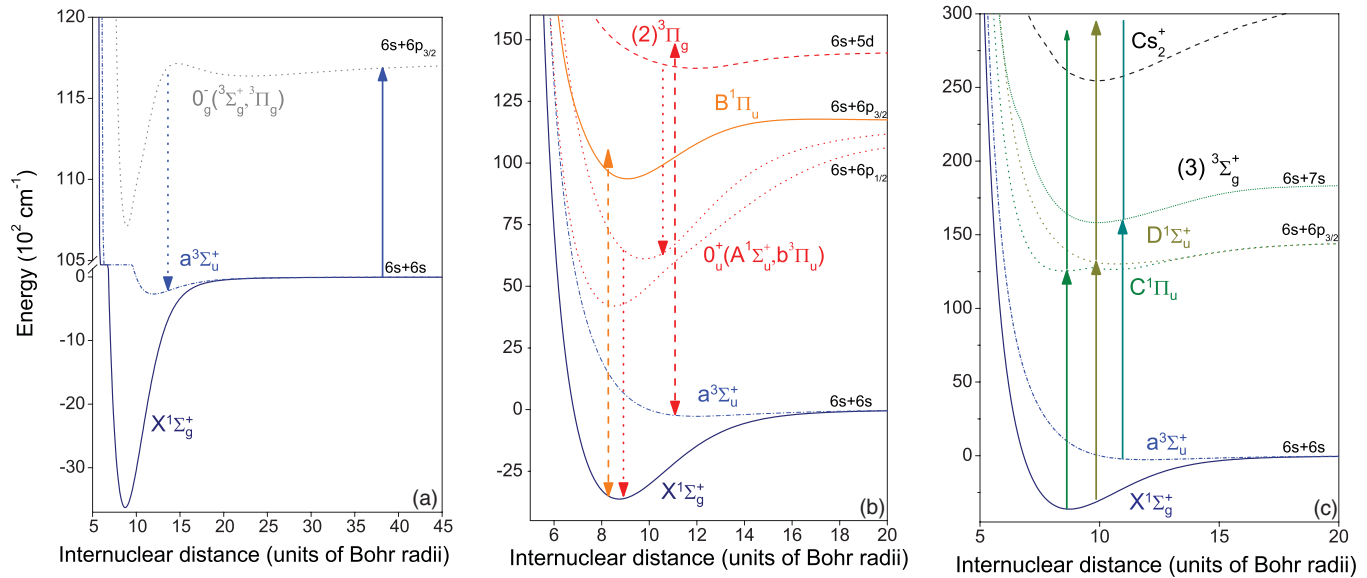 120
115
110
105
0
-10
-20
-30
Energy (10² cm⁻¹)
6s+6p₃/₂
0g⁻(³Σg⁺,³Πg)
a³Σu⁺
6s+6s
X¹Σg⁺
(a)
5 10 15 20 25 30 35 40 45
Internuclear distance (units of Bohr radii)
150
125
100
75
50
25
0
-25
(2)³Πg
6s+5d
B¹Πu
6s+6p₃/₂
6s+6p₁/₂
0u⁺(A¹Σu⁺,b³Πu)
a³Σu⁺
6s+6s
X¹Σg⁺
(b)
6 8 10 12 14 16 18 20
Internuclear distance (units of Bohr radii)
300
250
200
150
100
50
0
Cs₂⁺
(3) ³Σg⁺
6s+7s
D¹Σu⁺
6s+6p₃/₂
C¹Πu
a³Σu⁺
6s+6s
X¹Σg⁺
(c)
5 10 15 20
Internuclear distance (units of Bohr radii)